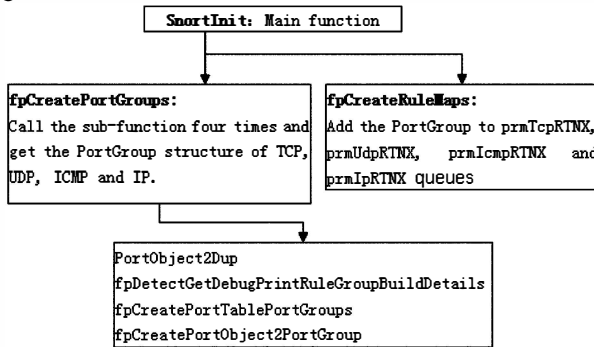 SnortInit: Main function
fpCreatePortGroups:
Call the sub-function four times and
get the PortGroup structure of TCP,
UDP, ICMP and IP.
fpCreateRuleMaps:
Add the PortGroup to prmTcpRTNX,
prmUdpRTNX, prmIcmpRTNX and
prmIpRTNX queues
PortObject2Dup
fpDetectGetDebugPrintRuleGroupBuildDetails
fpCreatePortTablePortGroups
fpCreatePortObject2PortGroup